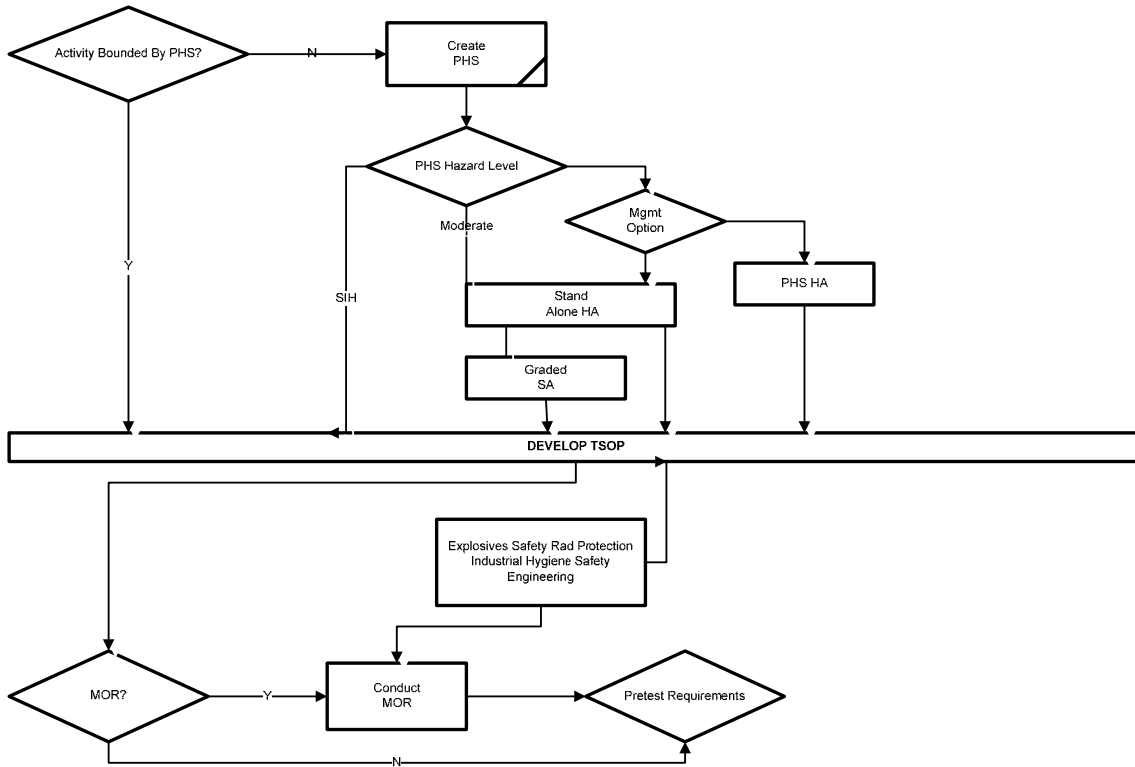 Activity Bounded By PHS?
N
Create
PHS
PHS Hazard Level
Moderate
Mgmt
Option
Y
SIH
PHS HA
Stand
Alone HA
Graded
SA
DEVELOP TSOP
Explosives Safety Rad Protection
Industrial Hygiene Safety
Engineering
MOR?
Y
Conduct
MOR
Pretest Requirements
N